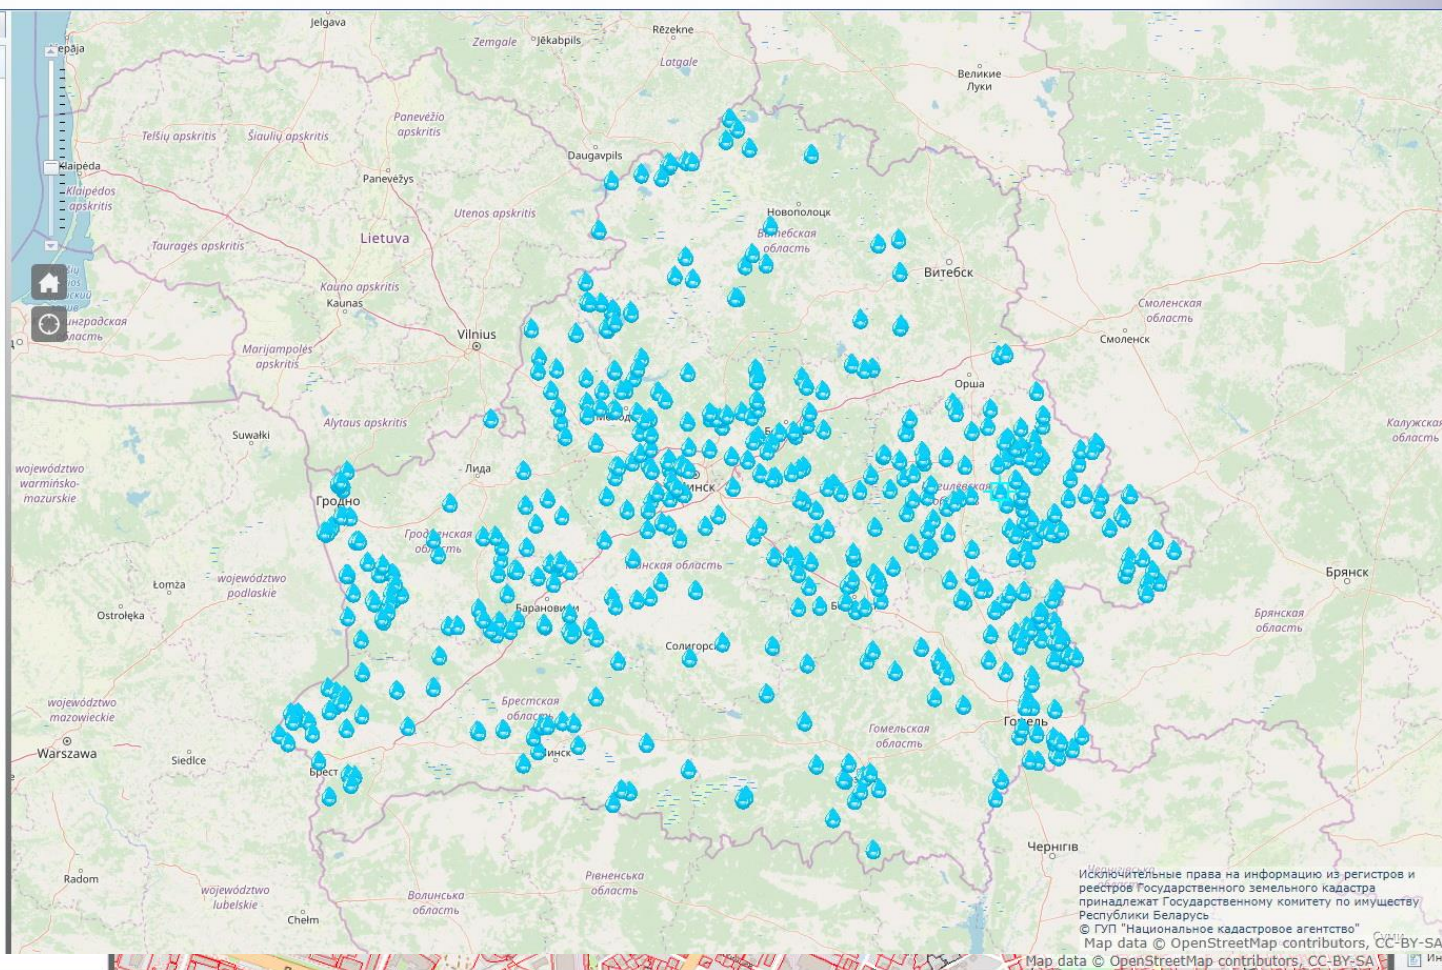 Jelgava
Rēzekne
Zemgale
Jēkabpils
epāja
Latgale
Великие
Луки
Panevėžio
apskritis
Telšių apskritis
Šiaulių apskritis
Daugavpils
Klaipėda
Panevėžys
Klaipėdos
apskritis
Utenos apskritis
Новополоцк
Lietuva
Витебская
область
Tauragės apskritis
Витебск
Kauno apskritis
Kaunas
Смоленская
область
Vilnius
Смоленск
Marijampolės
apskritis
Орша
Alytaus apskritis
Suwałki
Калужская
область
województwo
warmińsko-
mazurskie
Лида
Гродно
область
Минская область
Łomża
województwo
podlaskie
Брянск
Ostrołęka
Барановичи
Брянская
область
Солигорск
województwo
mazowieckie
Брестская
область
Гомель
Гомельская
область
Warszawa
Siedlce
Брест
Чернігів
Radom
województwo
lubelskie
Рівненська
область
Волинська
область
Chełm
Исключительные права на информацию из регистров и
реестров Государственного земельного кадастра
принадлежат Государственному комитету по имуществу
Республики Беларусь
© ГУП "Национальное кадастровое агентство"
Map data © OpenStreetMap contributors, CC-BY-SA
Map data © OpenStreetMap contributors, CC-BY-SA